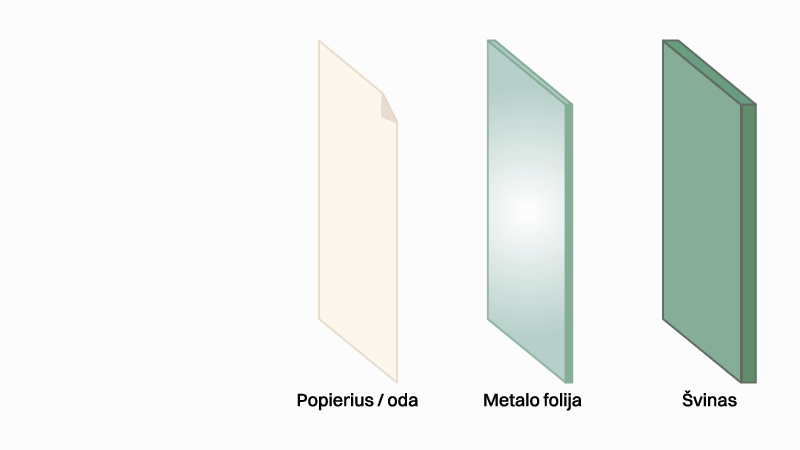 Popierius / oda
Metalo folija
Švinas